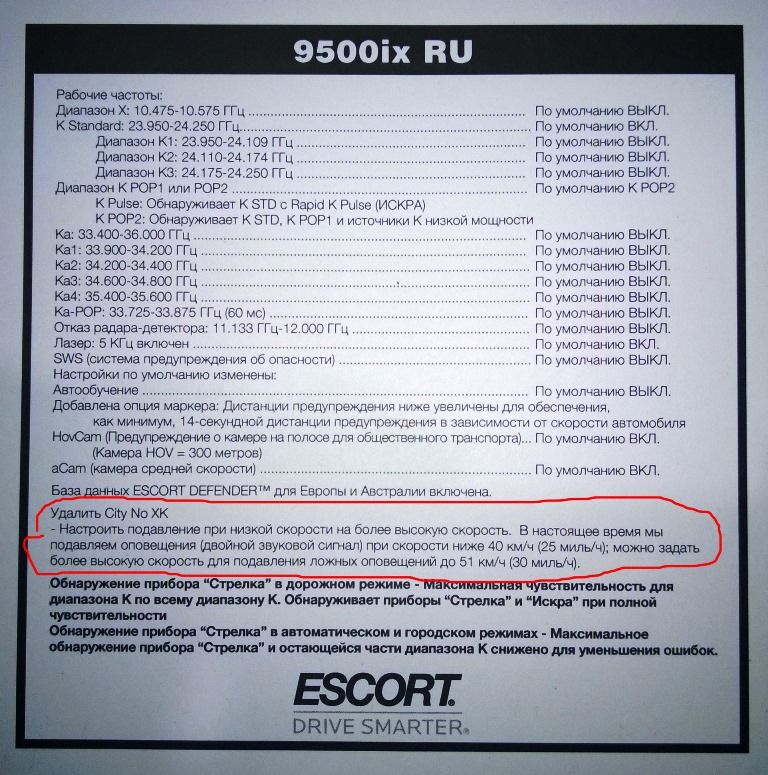 9500ix RU
Рабочие частоты:
Диапазон X: 10.475-10.575 ГГц ... По умолчанию ВЫКЛ.
K Standard: 23.950-24.250 ГГц... По умолчанию ВКЛ.
Диапазон K1: 23.950-24.109 ГГц ... По умолчанию ВЫКЛ.
Диапазон K2: 24.110-24.174 ГГц ... По умолчанию ВЫКЛ.
Диапазон K3: 24.175-24.250 ГГц ... По умолчанию ВЫКЛ.
Диапазон K POP1 или POP2 ... По умолчанию K POP2
K Pulse: Обнаруживает K STD с Rapid K Pulse (ИСКРА)
K POP2: Обнаруживает K STD, K POP1 и источники K низкой мощности
Ka: 33.400-36.000 ГГц ... По умолчанию ВЫКЛ.
Ka1: 33.900-34.200 ГГц ... По умолчанию ВЫКЛ.
Ka2: 34.200-34.400 ГГц ... По умолчанию ВЫКЛ.
Ka3: 34.600-34.800 ГГц ... По умолчанию ВЫКЛ.
Ka4: 35.400-35.600 ГГц ... По умолчанию ВЫКЛ.
Ka-POP: 33.725-33.875 ГГц (60 мс) ... По умолчанию ВЫКЛ.
Отказ радара-детектора: 11.133 ГГц-12.000 ГГц ... По умолчанию ВЫКЛ.
Лазер: 5 КГц включен ... По умолчанию ВКЛ.
SWS (система предупреждения об опасности) ... По умолчанию ВЫКЛ.
Настройки по умолчанию изменены:
Автообучение ... По умолчанию ВЫКЛ.
Добавлена опция маркера: Дистанции предупреждения ниже увеличены для обеспечения,
как минимум, 14-секундной дистанции предупреждения в зависимости от скорости автомобиля
HovCam (Предупреждение о камере на полосе для общественного транспорта)... По умолчанию ВКЛ.
(Камера HOV = 300 метров)
aCam (камера средней скорости) ... По умолчанию ВКЛ.
База данных ESCORT DEFENDER™ для Европы и Австралии включена.
Удалить City No XK
- Настроить подавление при низкой скорости на более высокую скорость. В настоящее время мы
подавляем оповещения (двойной звуковой сигнал) при скорости ниже 40 км/ч (25 миль/ч); можно задать
более высокую скорость для подавления ложных оповещений до 51 км/ч (30 миль/ч).
Обнаружение прибора “Стрелка” в дорожном режиме - Максимальная чувствительность для
диапазона K по всему диапазону K. Обнаруживает приборы “Стрелка” и “Искра” при полной
чувствительности
Обнаружение прибора “Стрелка” в автоматическом и городском режимах - Максимальное
обнаружение прибора “Стрелка” и остающейся части диапазона K снижено для уменьшения ошибок.
ESCORT.
DRIVE SMARTER®